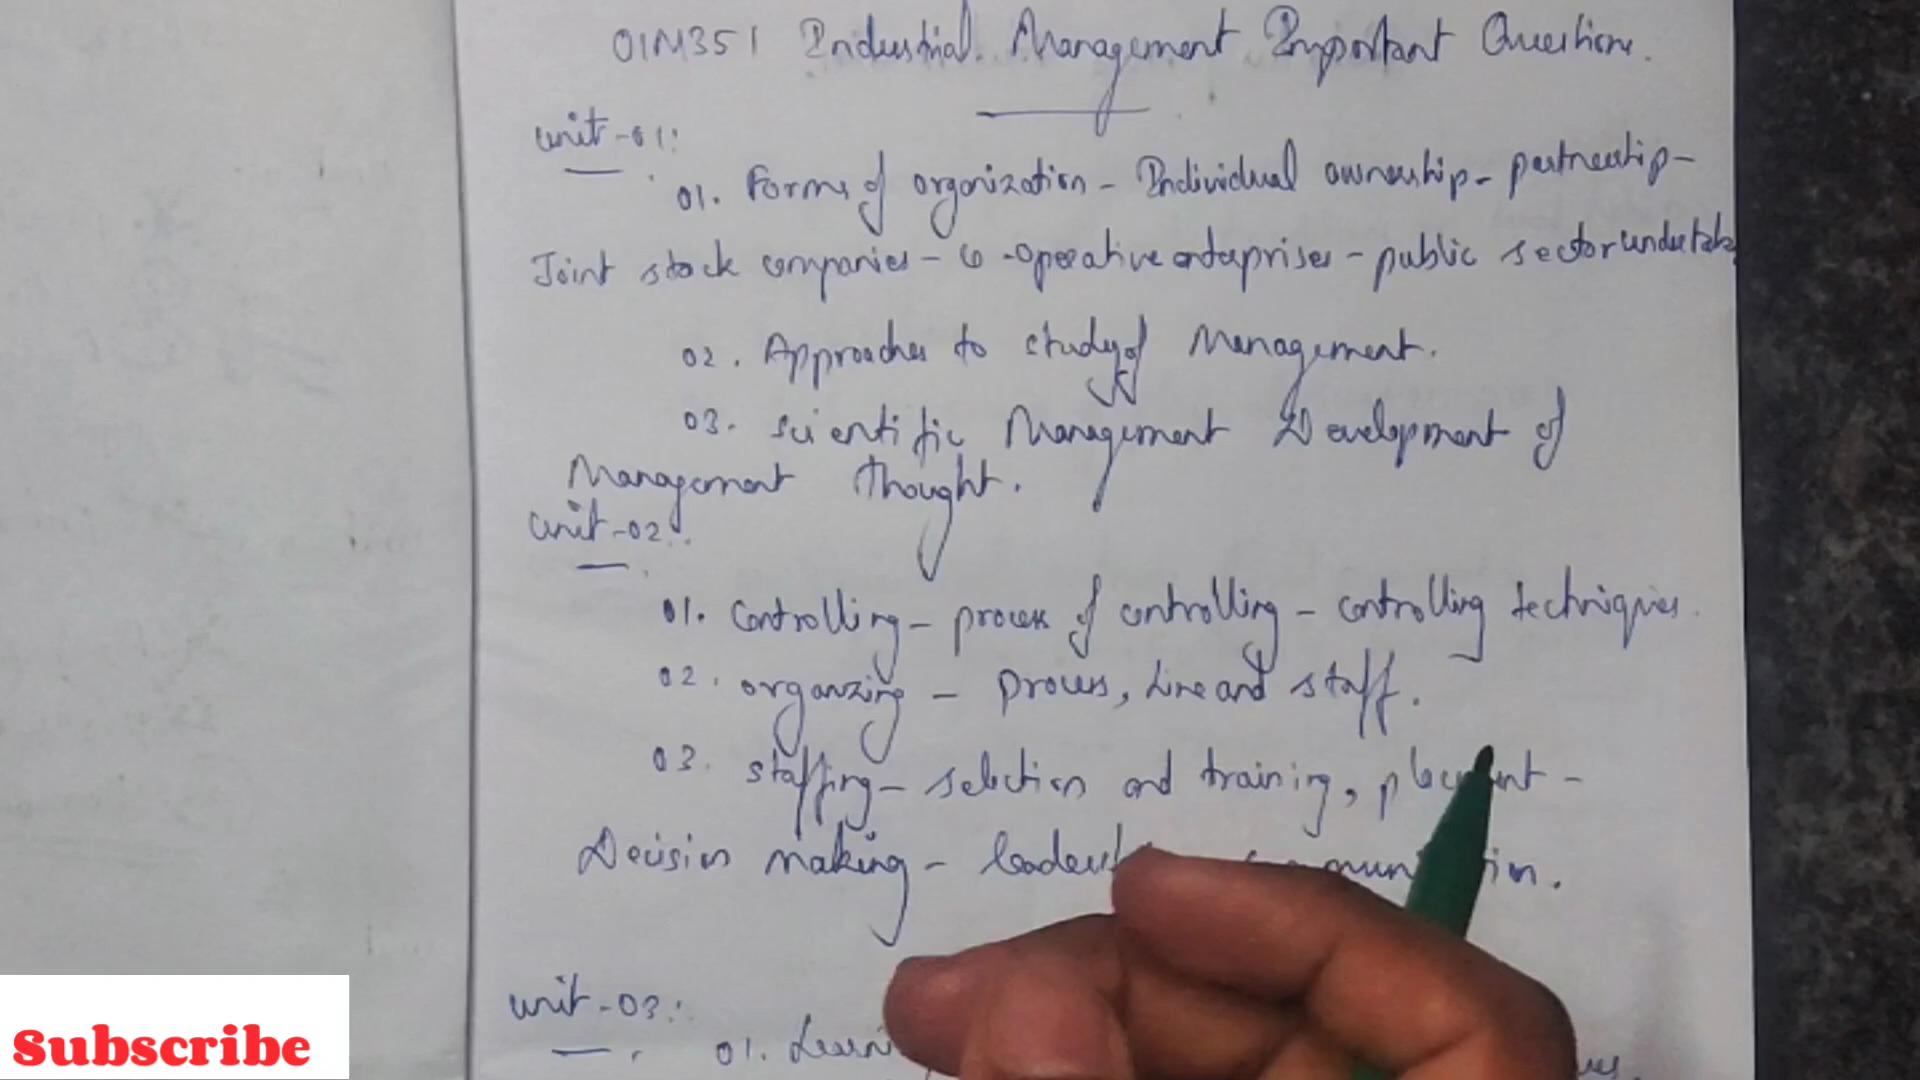 OIM351 Industrial Management Important Questions.
unit-01:
01. Forms of organization - Individual ownership - partnership -
Joint stock companies - co-operative enterprises - public sector
02. Approaches to study of Management.
03. scientific Management Development of
Management thought.
unit-02:
01. controlling - process of controlling - controlling techniques.
02. organizing - process, Line and staff.
03. staffing - selection and training, placement -
Decision making -
unit-03:
01.
Subscribe